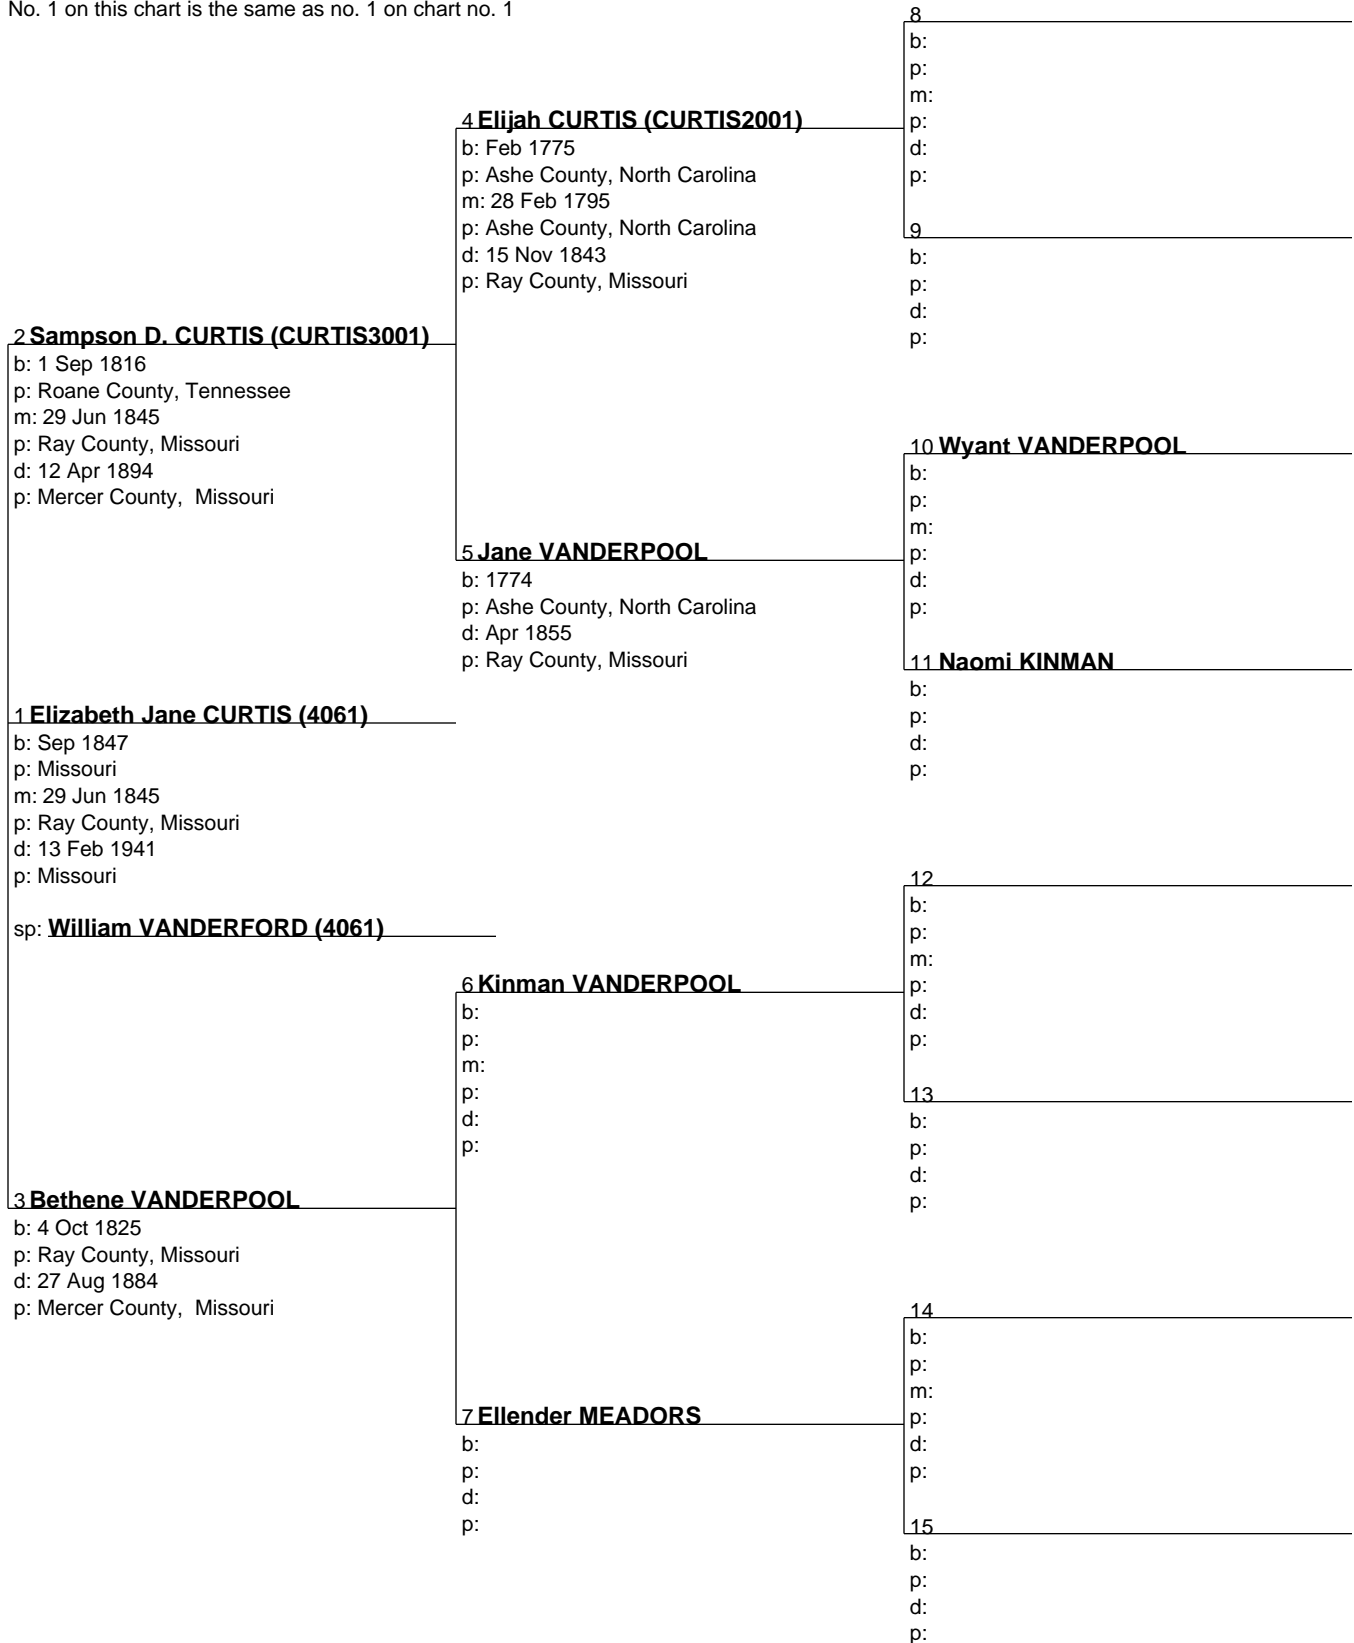 No. 1 on this chart is the same as no. 1 on chart no. 1
8
b:
p:
m:
p:
d:
p:
4 Elijah CURTIS (CURTIS2001)
b: Feb 1775
p: Ashe County, North Carolina
m: 28 Feb 1795
p: Ashe County, North Carolina
d: 15 Nov 1843
p: Ray County, Missouri
9
b:
p:
d:
p:
2 Sampson D. CURTIS (CURTIS3001)
b: 1 Sep 1816
p: Roane County, Tennessee
m: 29 Jun 1845
p: Ray County, Missouri
d: 12 Apr 1894
p: Mercer County, Missouri
10 Wyant VANDERPOOL
b:
p:
m:
p:
d:
p:
5 Jane VANDERPOOL
b: 1774
p: Ashe County, North Carolina
d: Apr 1855
p: Ray County, Missouri
11 Naomi KINMAN
b:
p:
d:
p:
1 Elizabeth Jane CURTIS (4061)
b: Sep 1847
p: Missouri
m: 29 Jun 1845
p: Ray County, Missouri
d: 13 Feb 1941
p: Missouri
sp: William VANDERFORD (4061)
12
b:
p:
m:
p:
d:
p:
6 Kinman VANDERPOOL
b:
p:
m:
p:
d:
p:
13
b:
p:
d:
p:
3 Bethene VANDERPOOL
b: 4 Oct 1825
p: Ray County, Missouri
d: 27 Aug 1884
p: Mercer County, Missouri
14
b:
p:
m:
p:
d:
p:
7 Ellender MEADORS
b:
p:
d:
p:
15
b:
p:
d:
p: